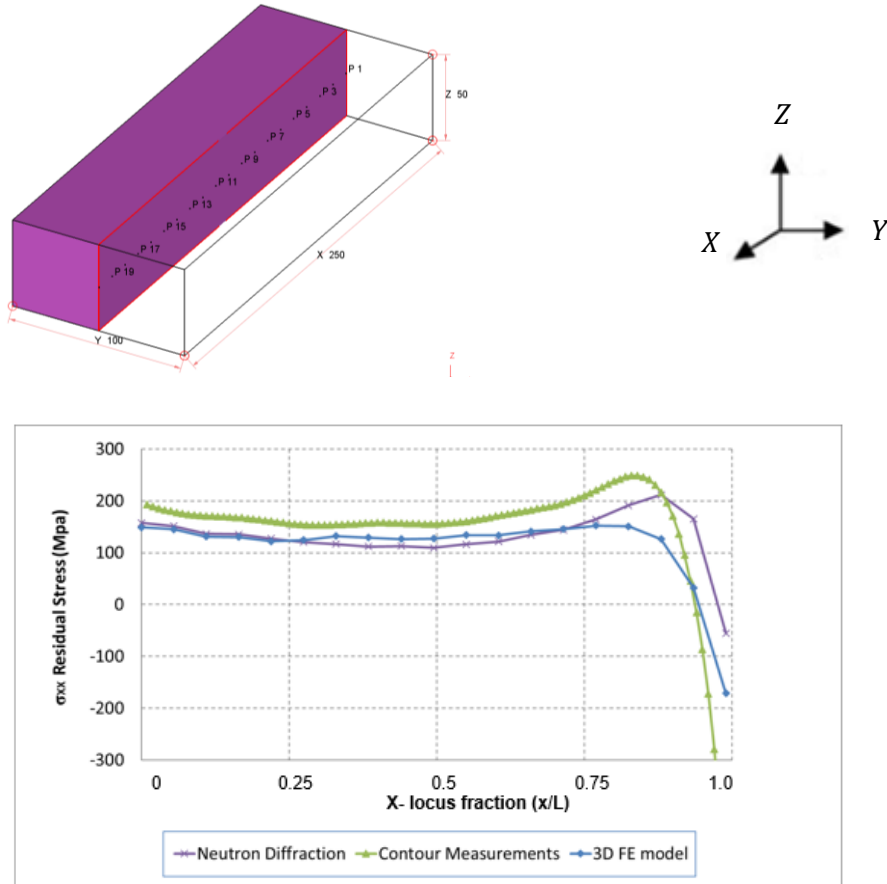 P 1
P 3
Z 50
P 5
P 7
P 9
P 11
P 13
P 15
P 17
P 19
X 250
Y 100
z
Z
X
Y
300
200
100
0
-100
-200
-300
σxx Residual Stress (Mpa)
0 0.25 0.5 0.75 1.0
X- locus fraction (x/L)
Neutron Diffraction Contour Measurements 3D FE model